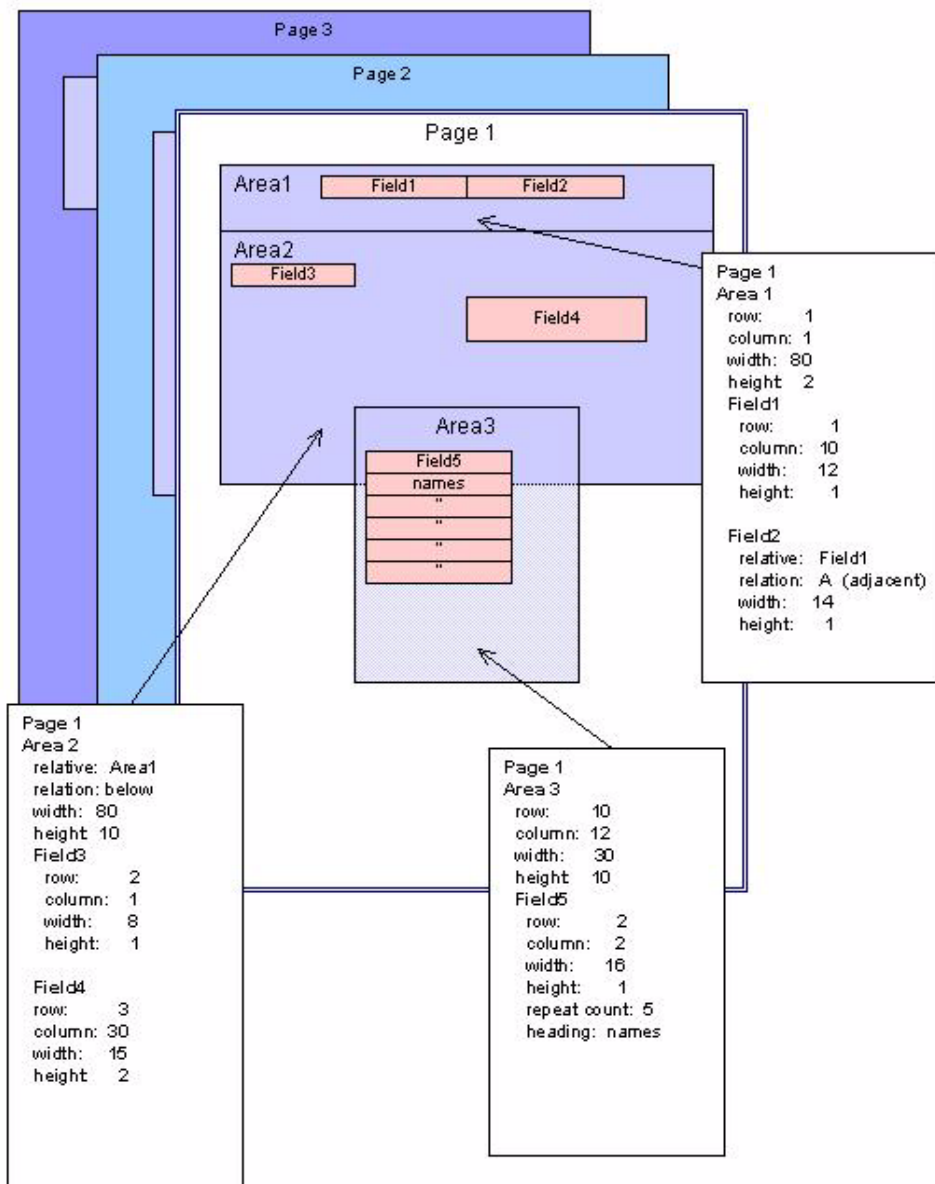 Page 3
Page 2
Page 1
Area1
Field1
Field2
Area2
Field3
Field4
Area3
Field5
names
"
"
"
"
Page 1
Area 1
row: 1
column: 1
width: 80
height: 2
Field1
row: 1
column: 10
width: 12
height: 1
Field2
relative: Field1
relation: A (adjacent)
width: 14
height: 1
Page 1
Area 2
relative: Area1
relation: below
width: 80
height: 10
Field3
row: 2
column: 1
width: 8
height: 1
Field4
row: 3
column: 30
width: 15
height: 2
Page 1
Area 3
row: 10
column: 12
width: 30
height: 10
Field5
row: 2
column: 2
width: 16
height: 1
repeat count: 5
heading: names